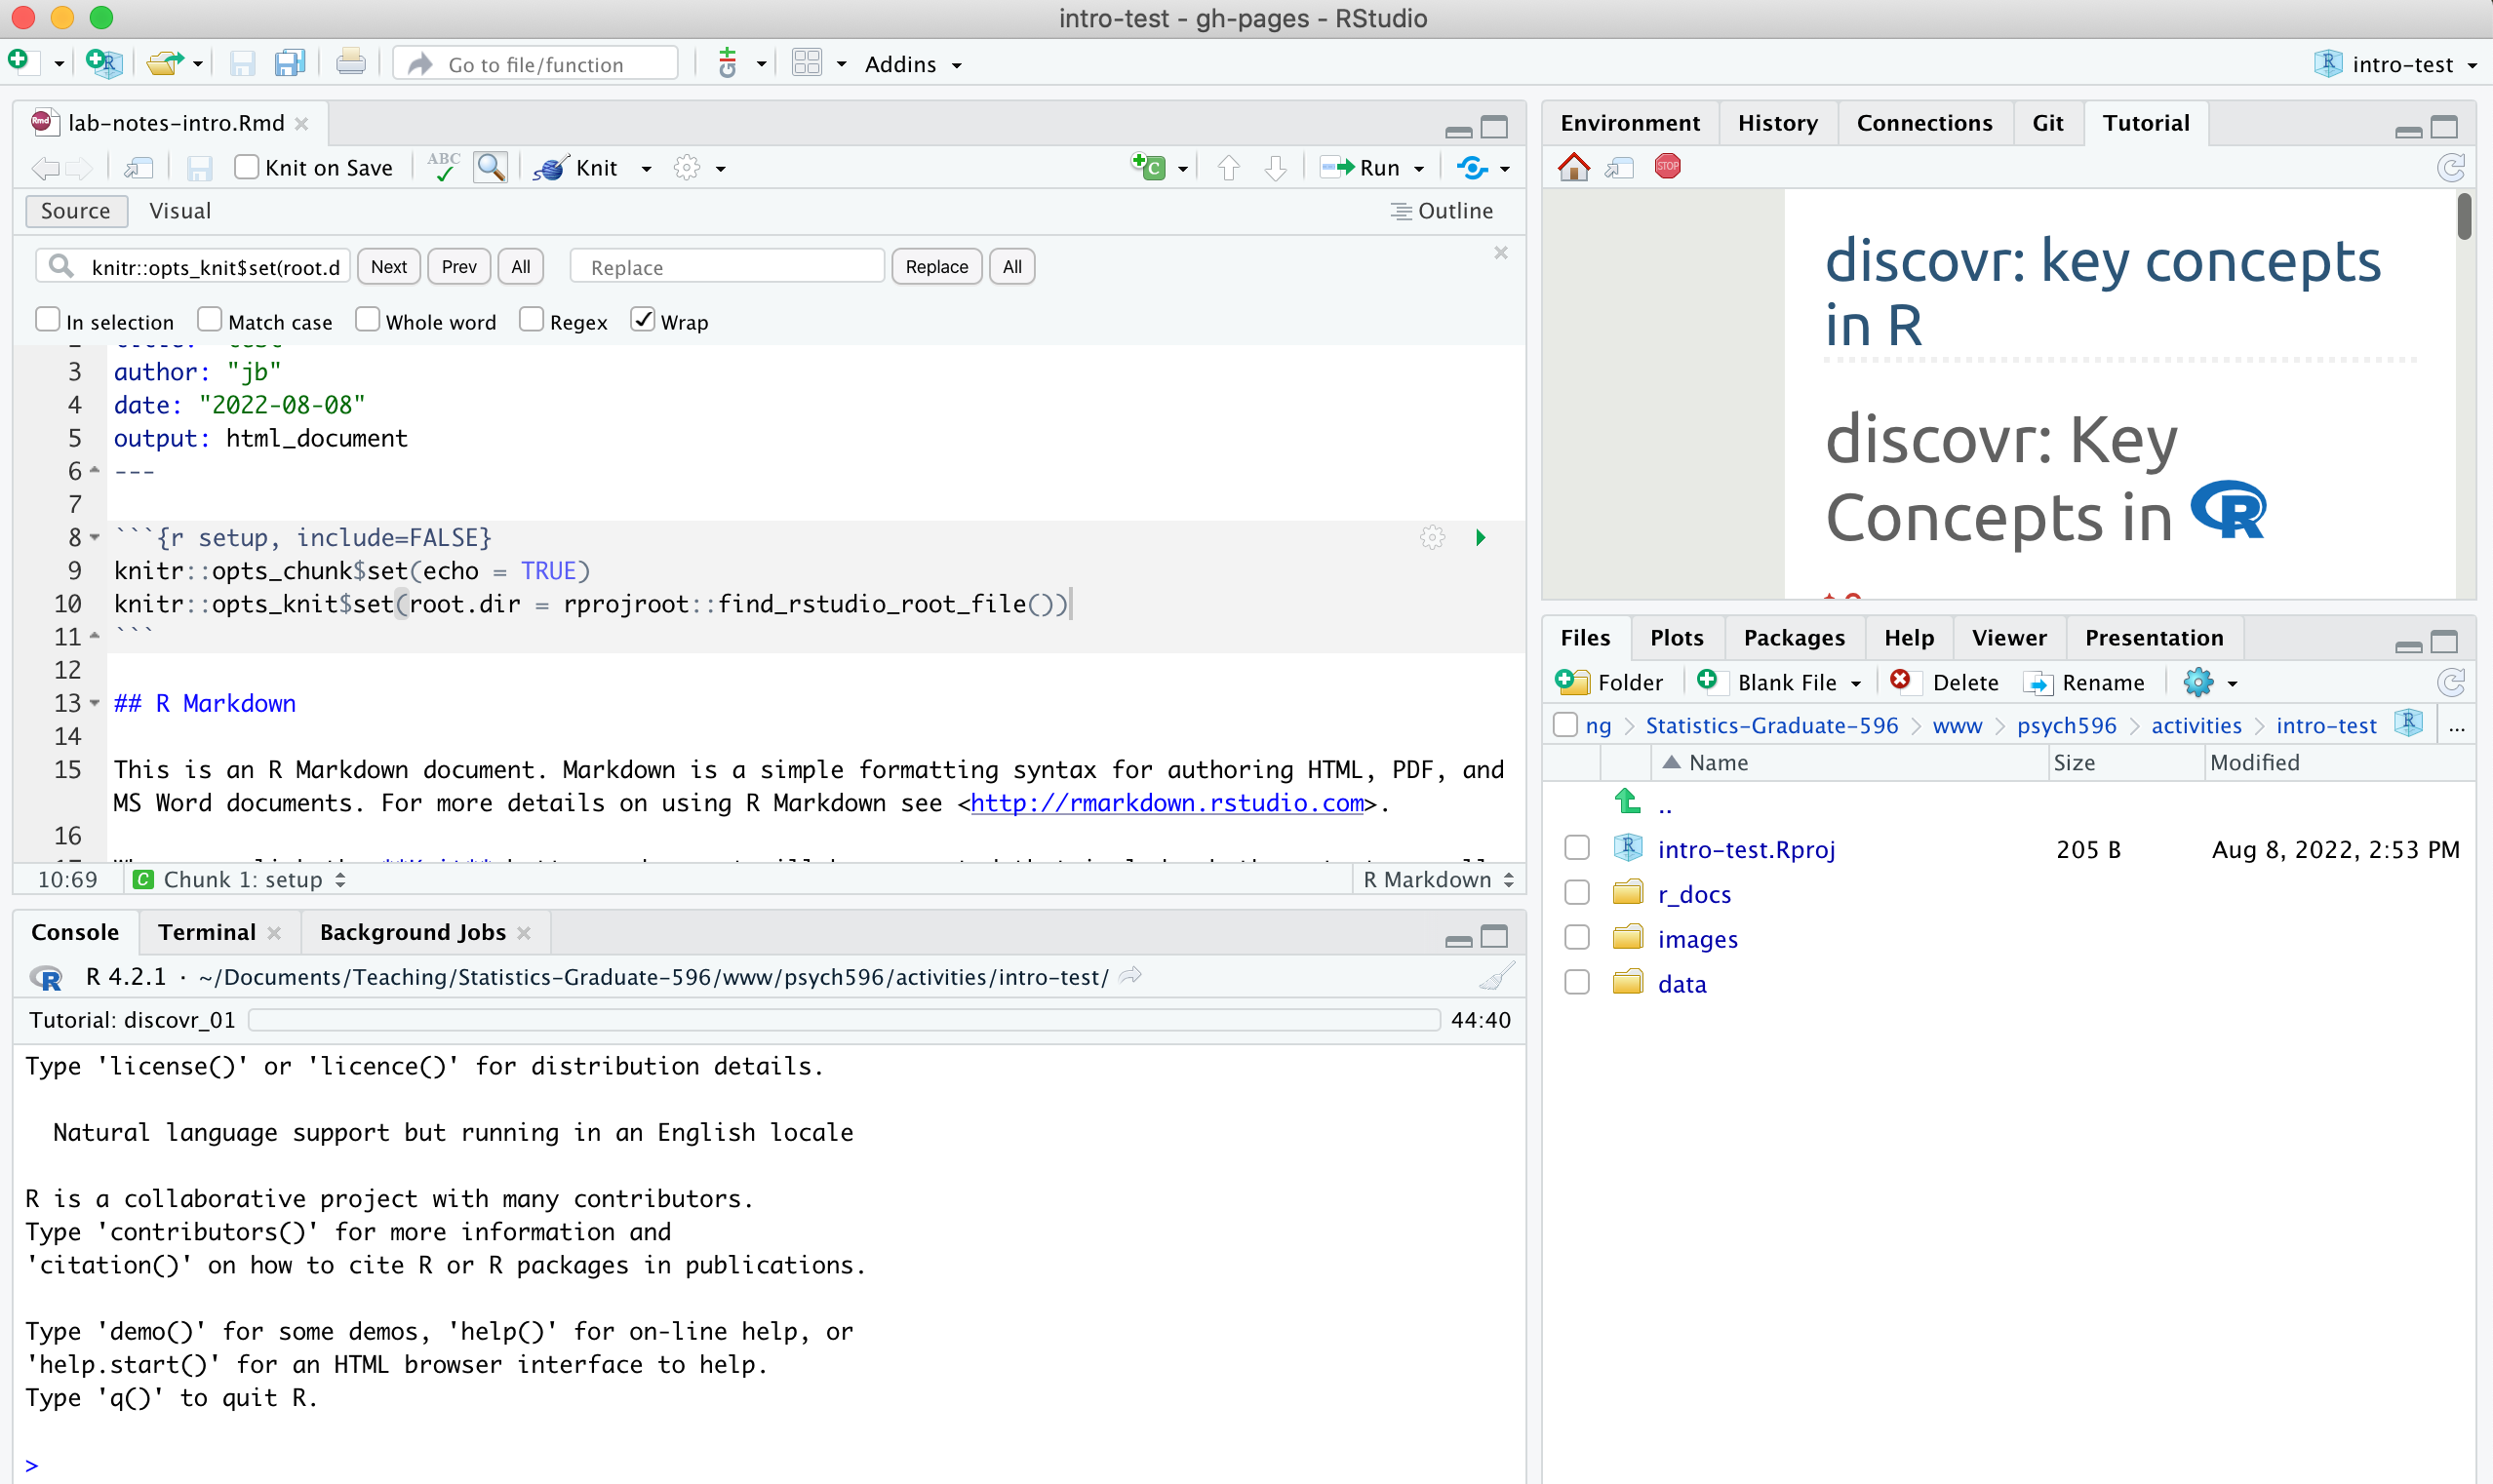 intro-test - gh-pages - RStudio
Go to file/function
Addins
intro-test
lab-notes-intro.Rmd
Knit on Save
ABC
Knit
Run
Source
Visual
Outline
knitr::opts_knit$set(root.d
Next
Prev
All
Replace
Replace
All
In selection
Match case
Whole word
Regex
Wrap
3 author: "jb"
4 date: "2022-08-08"
5 output: html_document
6 ---
7
8 ```{r setup, include=FALSE}
9 knitr::opts_chunk$set(echo = TRUE)
10 knitr::opts_knit$set(root.dir = rprojroot::find_rstudio_root_file())
11 ```
12
13 ## R Markdown
14
15 This is an R Markdown document. Markdown is a simple formatting syntax for authoring HTML, PDF, and
MS Word documents. For more details on using R Markdown see <http://rmarkdown.rstudio.com>.
16
10:69
Chunk 1: setup
R Markdown
Console
Terminal
Background Jobs
R 4.2.1 · ~/Documents/Teaching/Statistics-Graduate-596/www/psych596/activities/intro-test/
Tutorial: discovr_01
44:40
Type 'license()' or 'licence()' for distribution details.
Natural language support but running in an English locale
R is a collaborative project with many contributors.
Type 'contributors()' for more information and
'citation()' on how to cite R or R packages in publications.
Type 'demo()' for some demos, 'help()' for on-line help, or
'help.start()' for an HTML browser interface to help.
Type 'q()' to quit R.
>
Environment
History
Connections
Git
Tutorial
STOP
discovr: key concepts
in R
discovr: Key
Concepts in R
Files
Plots
Packages
Help
Viewer
Presentation
Folder
Blank File
Delete
Rename
ng > Statistics-Graduate-596 > www > psych596 > activities > intro-test
...
Name
Size
Modified
..
intro-test.Rproj
205 B
Aug 8, 2022, 2:53 PM
r_docs
images
data